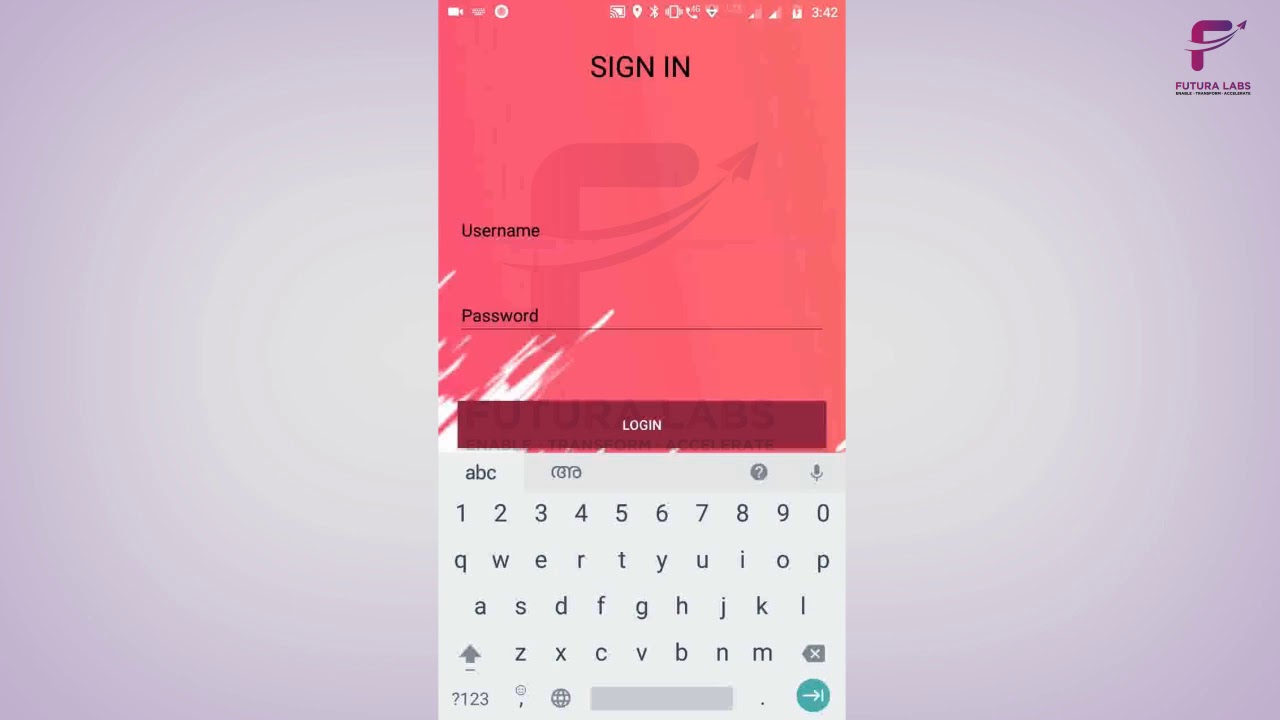 3:42
4G
SIGN IN
FUTURA LABS
ENABLE · TRANSFORM · ACCELERATE
Username
Password
FUTURA LABS
LOGIN
ENABLE · TRANSFORM · ACCELERATE
abc അ
1 2 3 4 5 6 7 8 9 0
q w e r t y u i o p
a s d f g h j k l
z x c v b n m
?123 , .